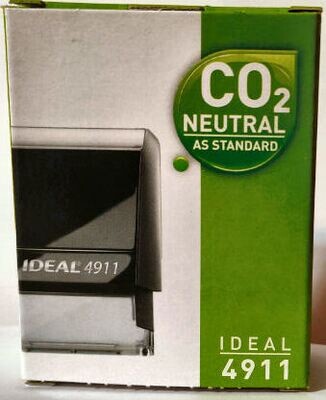 CO2
NEUTRAL
AS STANDARD
IDEAL 4911
IDEAL
4911